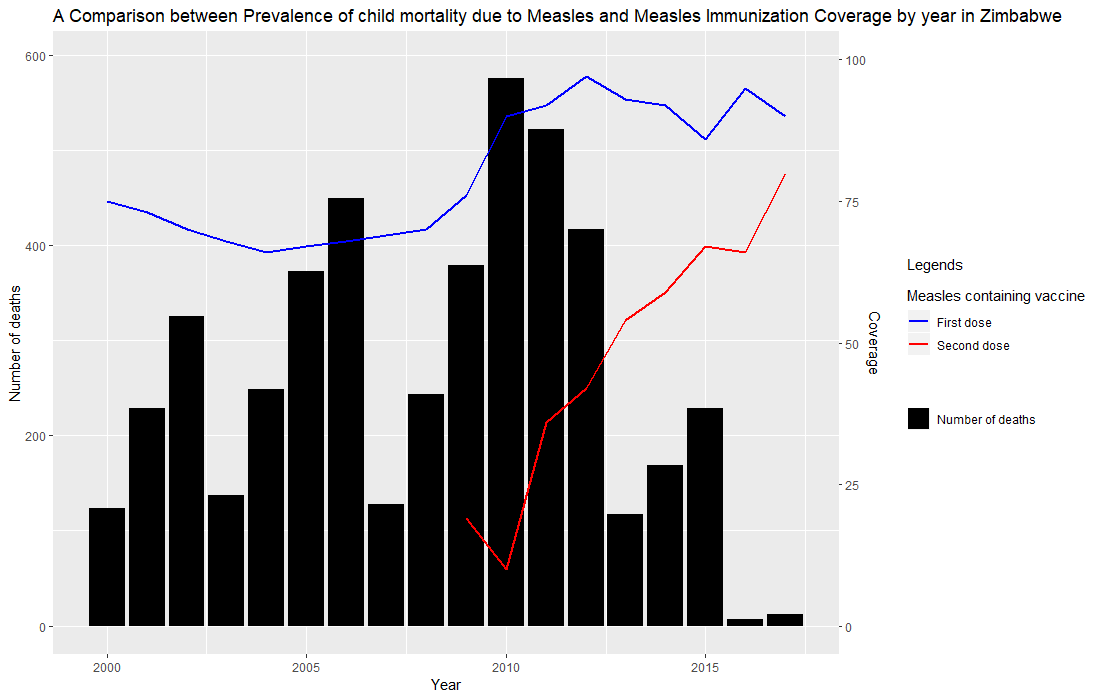 A Comparison between Prevalence of child mortality due to Measles and Measles Immunization Coverage by year in Zimbabwe
600
400
200
0
Number of deaths
2000
2005
2010
2015
Year
100
75
50
25
0
Coverage
Legends
Measles containing vaccine
First dose
Second dose
Number of deaths